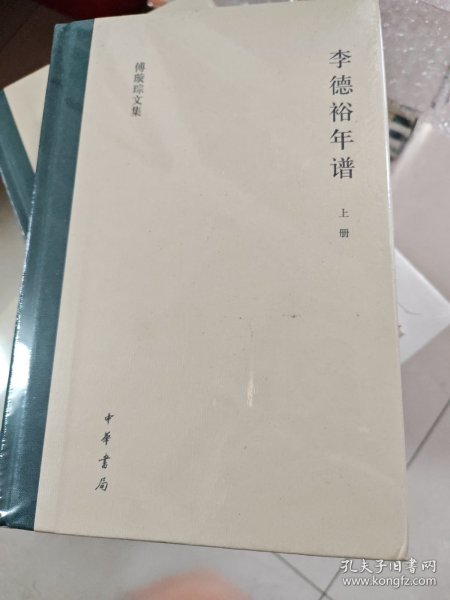 李德裕年谱
上册
傅璇琮文集
中华书局
孔夫子旧书网
www.kongfz.com